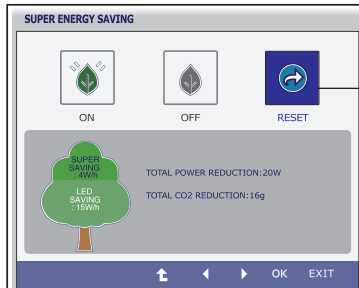 SUPER ENERGY SAVING
ON
OFF
RESET
SUPER
SAVING
: 4W/h
LED
SAVING
: 15W/h
TOTAL POWER REDUCTION:20W
TOTAL CO2 REDUCTION:16g
OK
EXIT